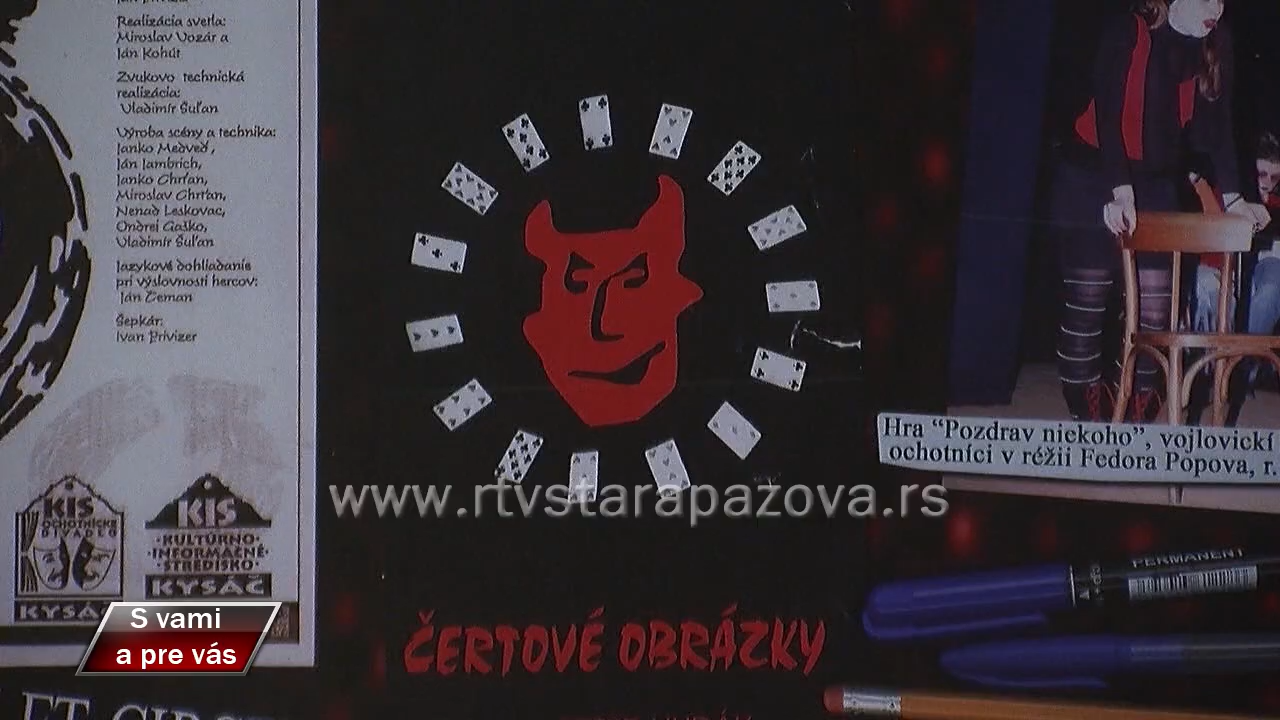 Realizácia svetla:
Miroslav Vozár a
Ján Kohút
Zvukovo technická
realizácia:
Vladimír Šuľan
Výroba scény a technika:
Janko Medveď,
Ján Jambrich,
Janko Chrťan,
Miroslav Chrťan,
Nenad Leskovac,
Ondrej Gaško,
Vladimír Šuľan
Jazykové dohliadanie
pri výslovnosti hercov:
Ján Čeman
Šepkár:
Ivan Privizer
KIS
OCHOTNÍCKE
DIVADLO
KYSÁČ
KIS
·KULTÚRNO·
·INFORMAČNÉ·
·STREDISKO·
KYSÁČ
S vami
a pre vás
ČERTOVÉ OBRÁZKY
www.rtvstarapazova.rs
Hra “Pozdrav niekoho”, vojlovickí
ochotníci v réžii Fedora Popova, r.
PERMANENT